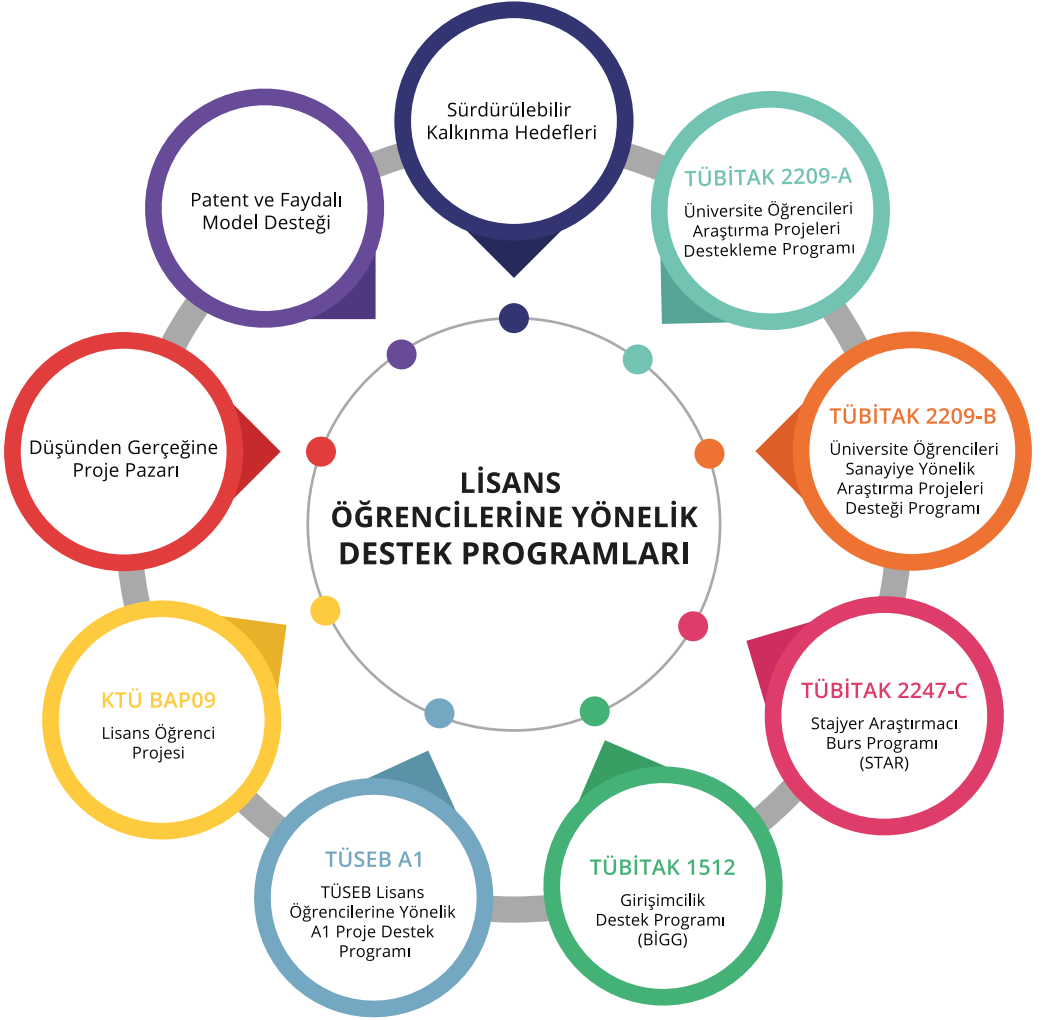 Sürdürülebilir
Kalkınma Hedefleri
TÜBİTAK 2209-A
Üniversite Öğrencileri
Araştırma Projeleri
Destekleme Programı
TÜBİTAK 2209-B
Üniversite Öğrencileri
Sanayiye Yönelik
Araştırma Projeleri
Desteği Programı
TÜBİTAK 2247-C
Stajyer Araştırmacı
Burs Programı
(STAR)
TÜBİTAK 1512
Girişimcilik
Destek Programı
(BİGG)
TÜSEB A1
TÜSEB Lisans
Öğrencilerine Yönelik
A1 Proje Destek
Programı
KTÜ BAP09
Lisans Öğrenci
Projesi
Düşünden Gerçeğine
Proje Pazarı
Patent ve Faydalı
Model Desteği
LİSANS
ÖĞRENCİLERİNE YÖNELİK
DESTEK PROGRAMLARI